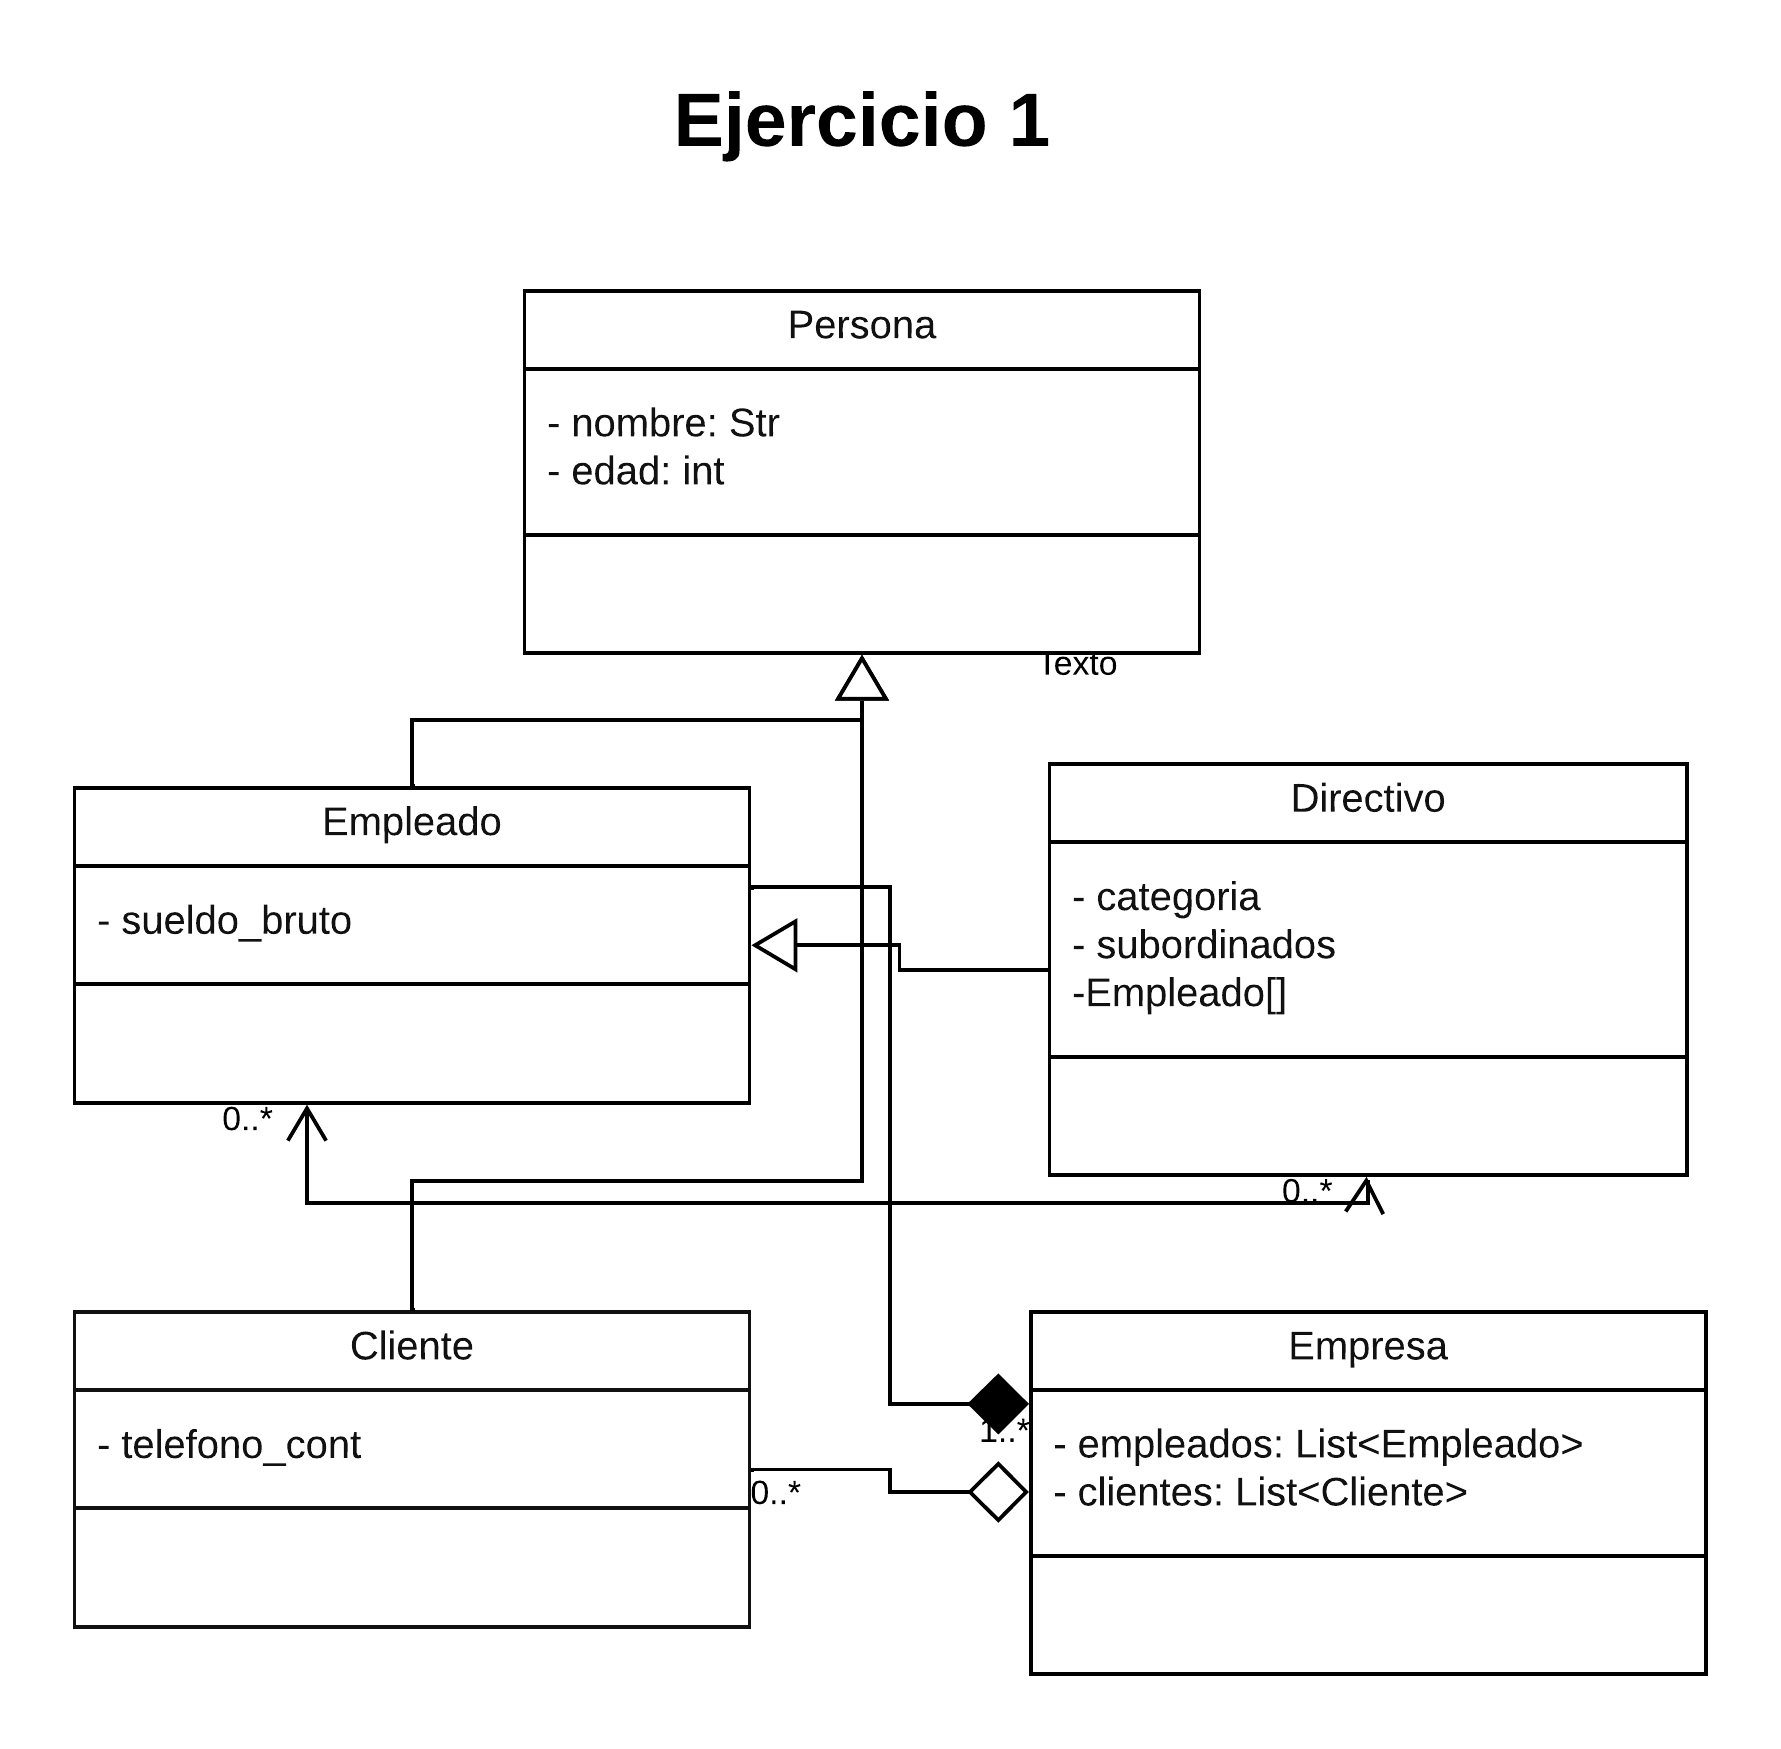 Ejercicio 1
Persona
- nombre: Str
- edad: int
Texto
Empleado
- sueldo_bruto
Directivo
- categoria
- subordinados
-Empleado[]
0..*
0..*
Cliente
- telefono_cont
0..*
Empresa
1..*
- empleados: List<Empleado>
- clientes: List<Cliente>